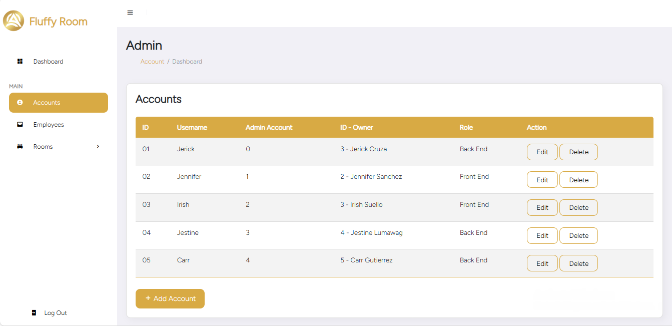 Fluffy Room
Admin
Account / Dashboard
Dashboard
MAIN
Accounts
Employees
Rooms
Log Out
Accounts
ID Username Admin Account ID - Owner Role Action
01 Jerick 0 3 - Jerick Cruza Back End Edit Delete
02 Jennifer 1 2 - Jennifer Sanchez Front End Edit Delete
03 Irish 2 3 - Irish Suello Front End Edit Delete
04 Jestine 3 4 - Jestine Lumawag Back End Edit Delete
05 Carr 4 5 - Carr Gutierrez Back End Edit Delete
+ Add Account